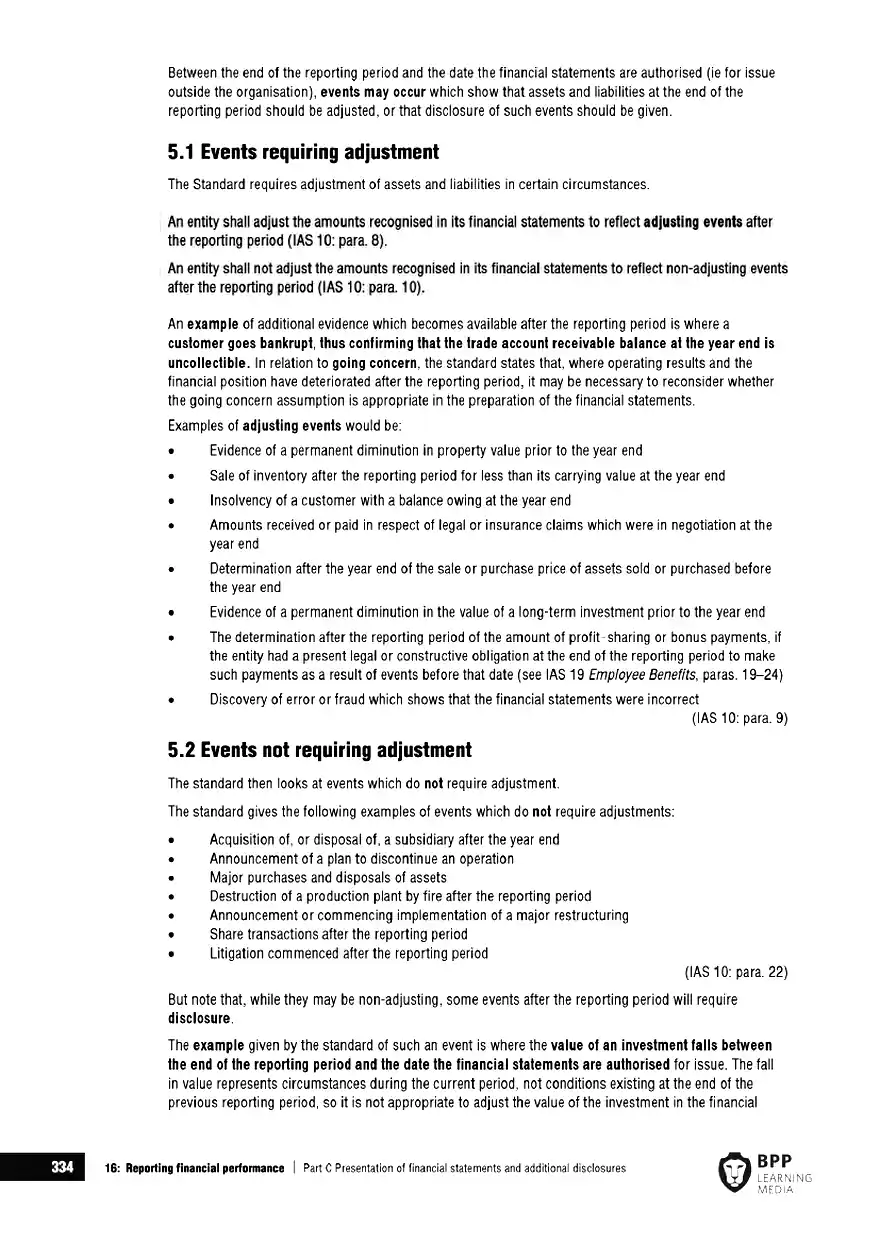 Between the end of the reporting period and the date the financial statements are authorised (ie for issue
outside the organisation), events may occur which show that assets and liabilities at the end of the
reporting period should be adjusted, or that disclosure of such events should be given.
5.1 Events requiring adjustment
The Standard requires adjustment of assets and liabilities in certain circumstances.
An entity shall adjust the amounts recognised in its financial statements to reflect adjusting events after
the reporting period (IAS 10: para. 8).
An entity shall not adjust the amounts recognised in its financial statements to reflect non-adjusting events
after the reporting period (IAS 10: para. 10).
An example of additional evidence which becomes available after the reporting period is where a
customer goes bankrupt, thus confirming that the trade account receivable balance at the year end is
uncollectible. In relation to going concern, the standard states that, where operating results and the
financial position have deteriorated after the reporting period, it may be necessary to reconsider whether
the going concern assumption is appropriate in the preparation of the financial statements.
Examples of adjusting events would be:
• Evidence of a permanent diminution in property value prior to the year end
• Sale of inventory after the reporting period for less than its carrying value at the year end
• Insolvency of a customer with a balance owing at the year end
• Amounts received or paid in respect of legal or insurance claims which were in negotiation at the
year end
• Determination after the year end of the sale or purchase price of assets sold or purchased before
the year end
• Evidence of a permanent diminution in the value of a long-term investment prior to the year end
• The determination after the reporting period of the amount of profit-sharing or bonus payments, if
the entity had a present legal or constructive obligation at the end of the reporting period to make
such payments as a result of events before that date (see IAS 19 Employee Benefits, paras. 19–24)
• Discovery of error or fraud which shows that the financial statements were incorrect
(IAS 10: para. 9)
5.2 Events not requiring adjustment
The standard then looks at events which do not require adjustment.
The standard gives the following examples of events which do not require adjustments:
• Acquisition of, or disposal of, a subsidiary after the year end
• Announcement of a plan to discontinue an operation
• Major purchases and disposals of assets
• Destruction of a production plant by fire after the reporting period
• Announcement or commencing implementation of a major restructuring
• Share transactions after the reporting period
• Litigation commenced after the reporting period
(IAS 10: para. 22)
But note that, while they may be non-adjusting, some events after the reporting period will require
disclosure.
The example given by the standard of such an event is where the value of an investment falls between
the end of the reporting period and the date the financial statements are authorised for issue. The fall
in value represents circumstances during the current period, not conditions existing at the end of the
previous reporting period, so it is not appropriate to adjust the value of the investment in the financial
334 16: Reporting financial performance | Part C Presentation of financial statements and additional disclosures
BPP
LEARNING
MEDIA